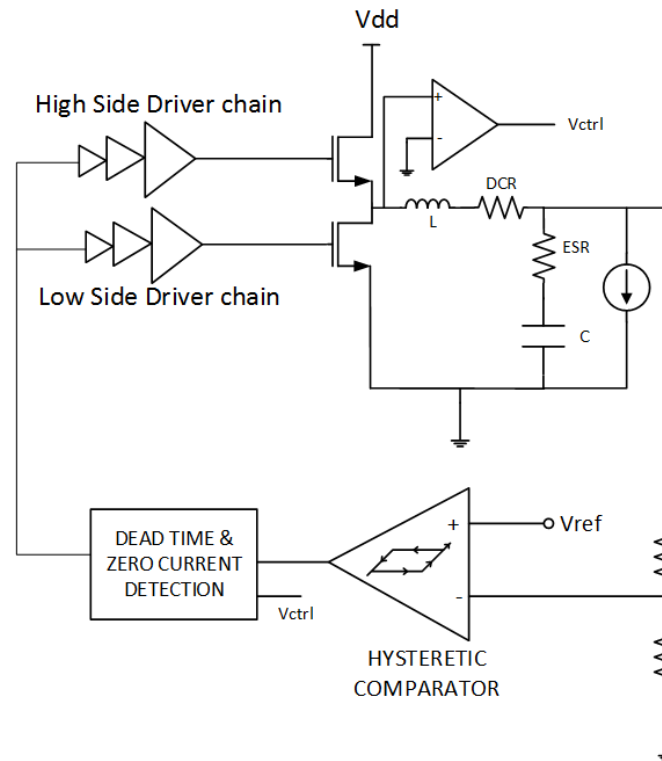 Vdd
High Side Driver chain
+
-
Vctrl
DCR
L
ESR
Low Side Driver chain
C
DEAD TIME &
ZERO CURRENT
DETECTION
Vctrl
+
Vref
-
HYSTERETIC
COMPARATOR